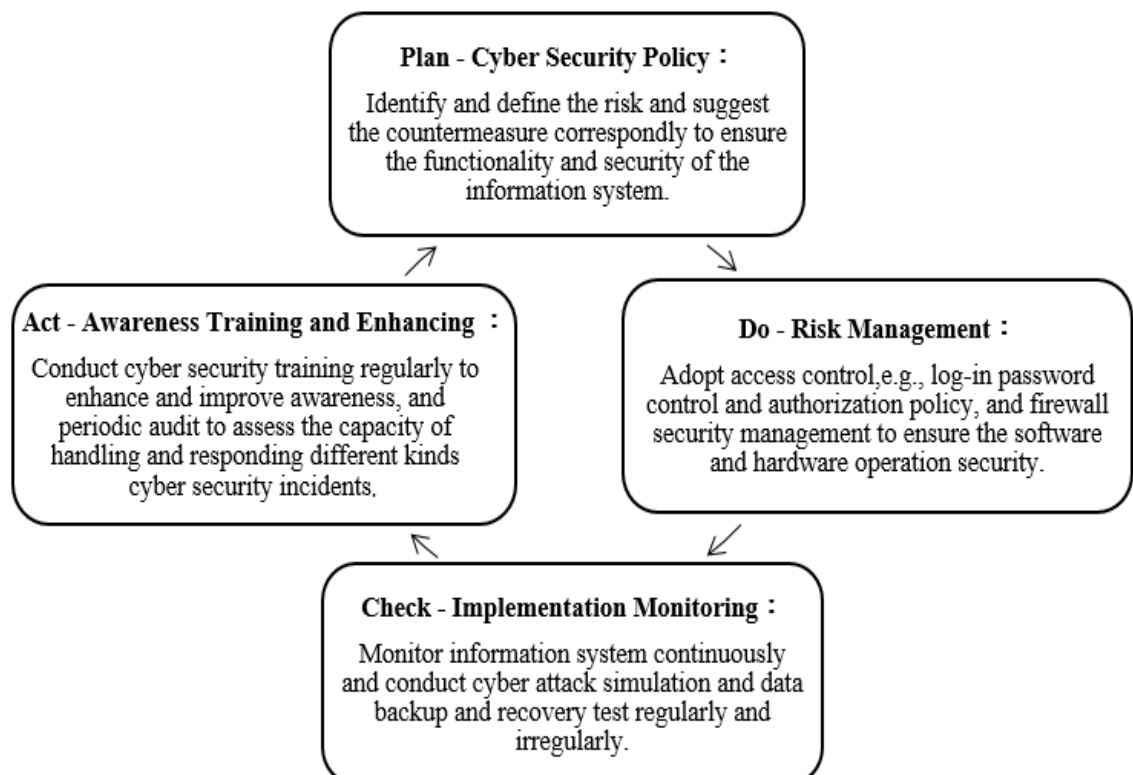 Plan - Cyber Security Policy：
Identify and define the risk and suggest
the countermeasure correspondly to ensure
the functionality and security of the
information system.
Act - Awareness Training and Enhancing ：
Conduct cyber security training regularly to
enhance and improve awareness, and
periodic audit to assess the capacity of
handling and responding different kinds
cyber security incidents.
Do - Risk Management：
Adopt access control,e.g., log-in password
control and authorization policy, and firewall
security management to ensure the software
and hardware operation security.
Check - Implementation Monitoring：
Monitor information system continuously
and conduct cyber attack simulation and data
backup and recovery test regularly and
irregularly.